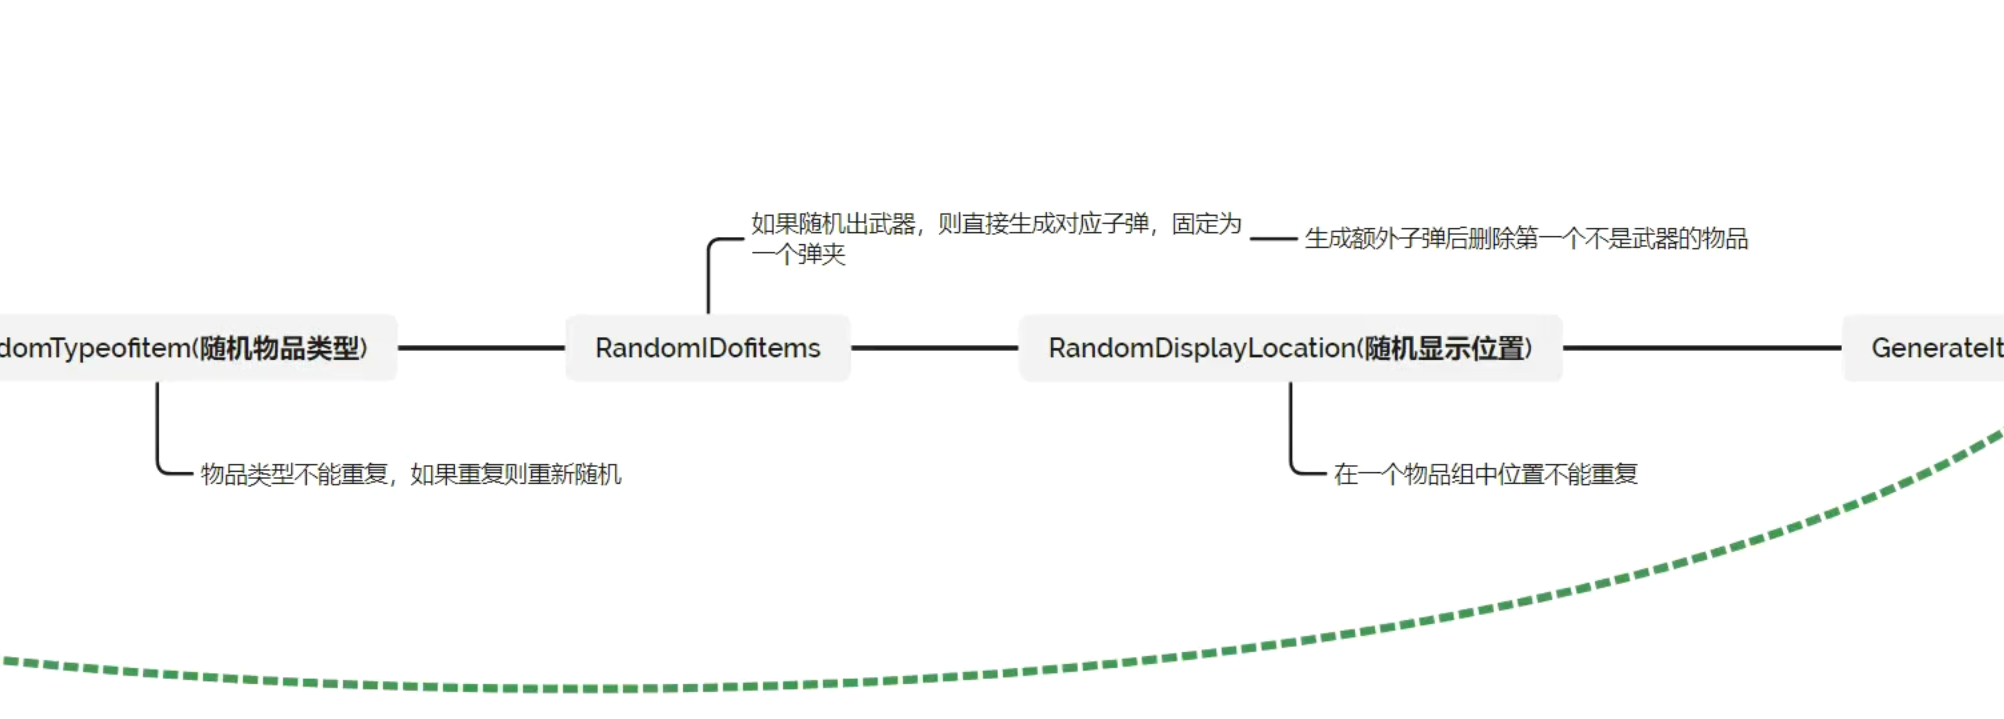 如果随机出武器，则直接生成对应子弹，固定为
一个弹夹
生成额外子弹后删除第一个不是武器的物品
domTypeofitem(随机物品类型)
RandomIDofitems
RandomDisplayLocation(随机显示位置)
GenerateIt
物品类型不能重复，如果重复则重新随机
在一个物品组中位置不能重复